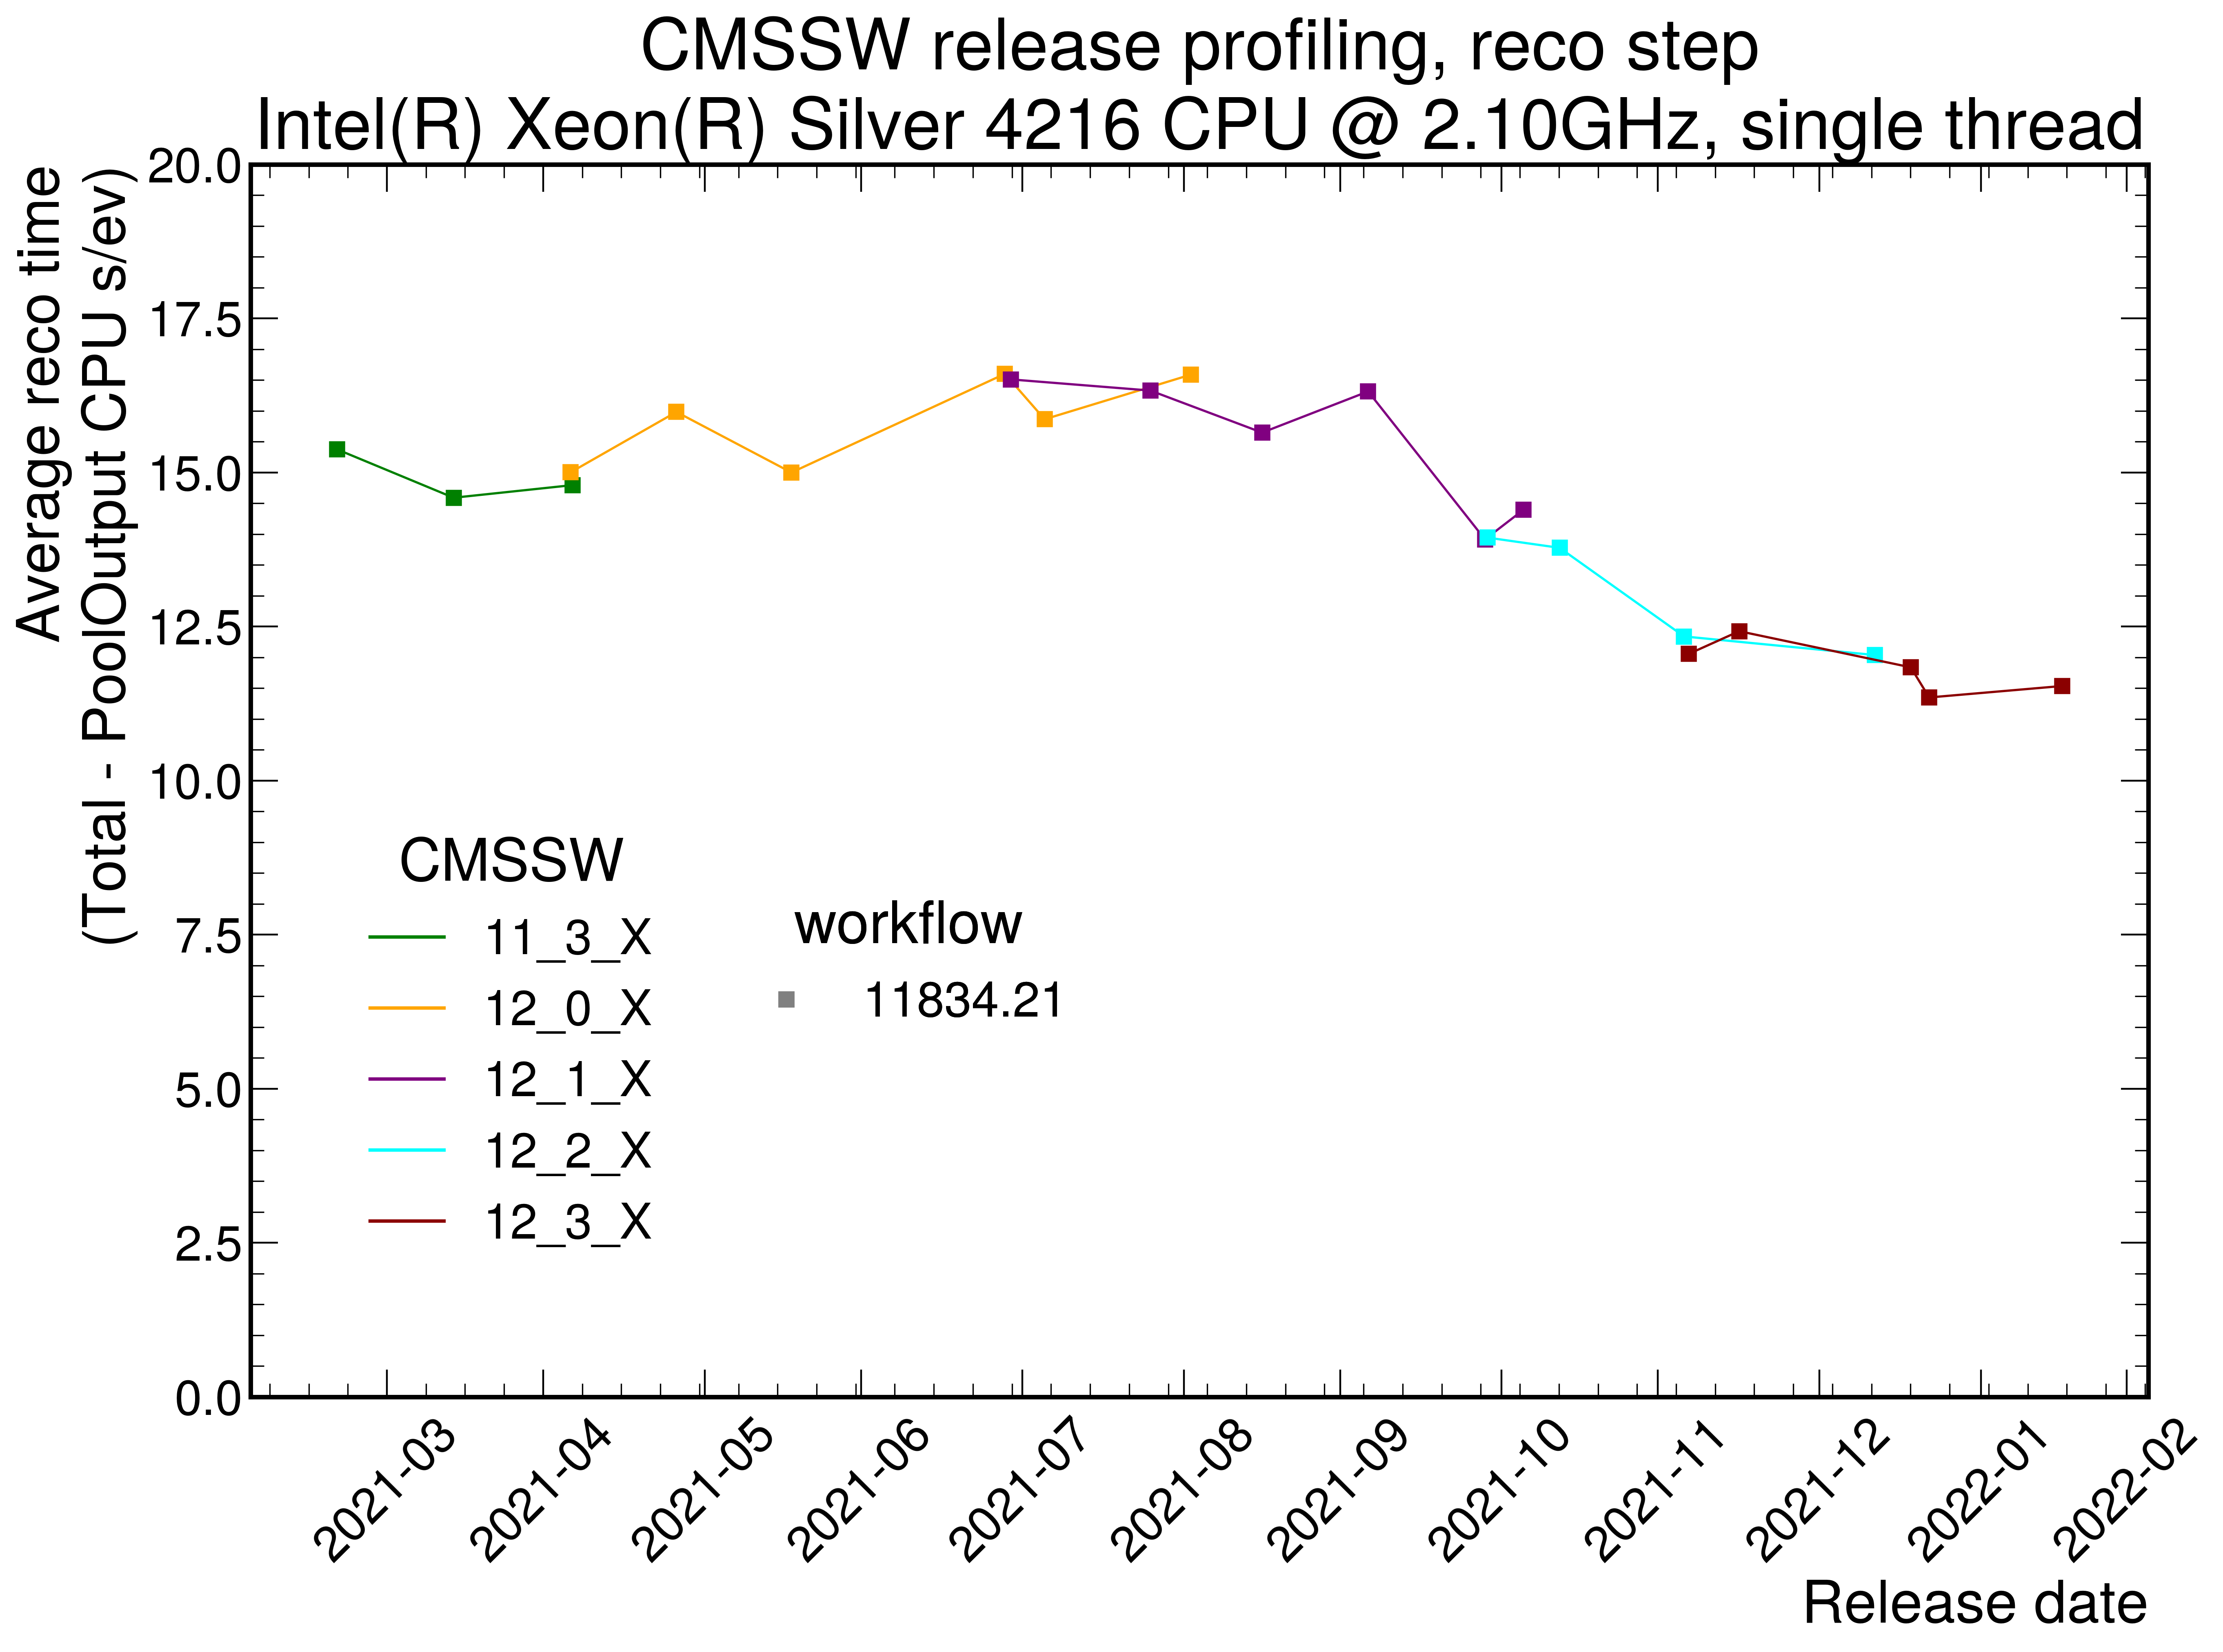 CMSSW release profiling, reco step
Intel(R) Xeon(R) Silver 4216 CPU @ 2.10GHz, single thread
Average reco time
(Total - PoolOutput CPU s/ev)
20.0
17.5
15.0
12.5
10.0
7.5
5.0
2.5
0.0
CMSSW
11_3_X
12_0_X
12_1_X
12_2_X
12_3_X
workflow
11834.21
2021-03
2021-04
2021-05
2021-06
2021-07
2021-08
2021-09
2021-10
2021-11
2021-12
2022-01
2022-02
Release date